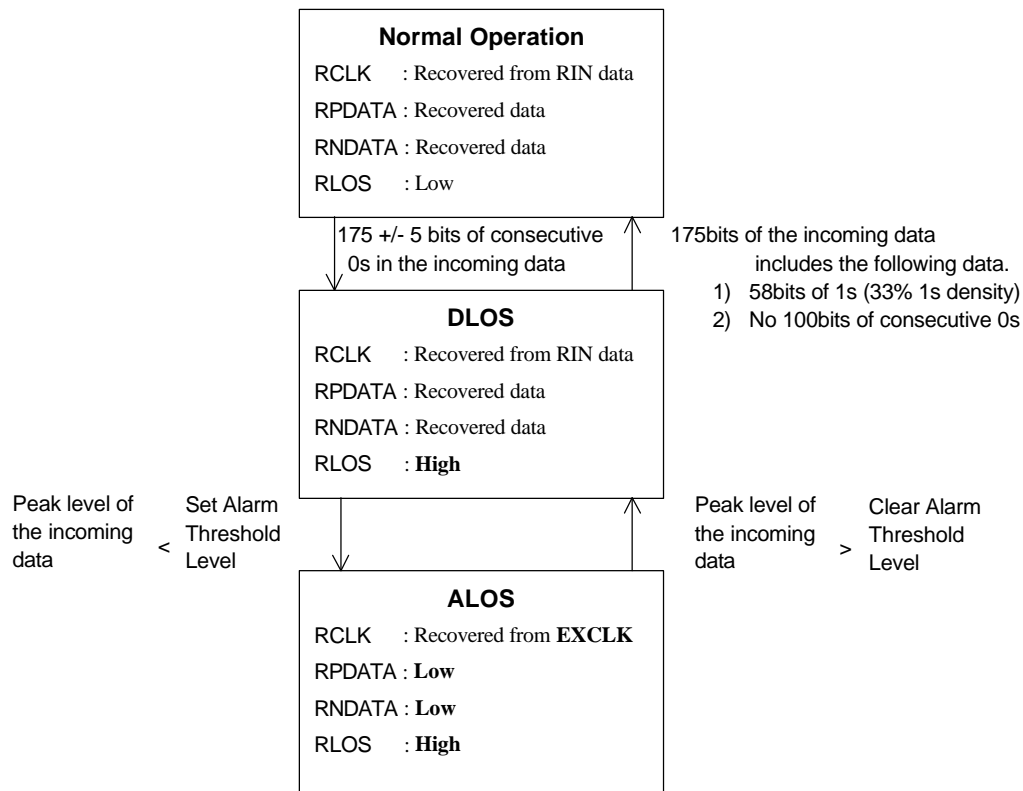 Normal Operation
RCLK : Recovered from RIN data
RPDATA : Recovered data
RNDATA : Recovered data
RLOS : Low
175 +/- 5 bits of consecutive
0s in the incoming data
175bits of the incoming data
includes the following data.
1) 58bits of 1s (33% 1s density)
2) No 100bits of consecutive 0s
DLOS
RCLK : Recovered from RIN data
RPDATA : Recovered data
RNDATA : Recovered data
RLOS : High
Peak level of
the incoming
data
<
Set Alarm
Threshold
Level
Peak level of
the incoming
data
>
Clear Alarm
Threshold
Level
ALOS
RCLK : Recovered from EXCLK
RPDATA : Low
RNDATA : Low
RLOS : High